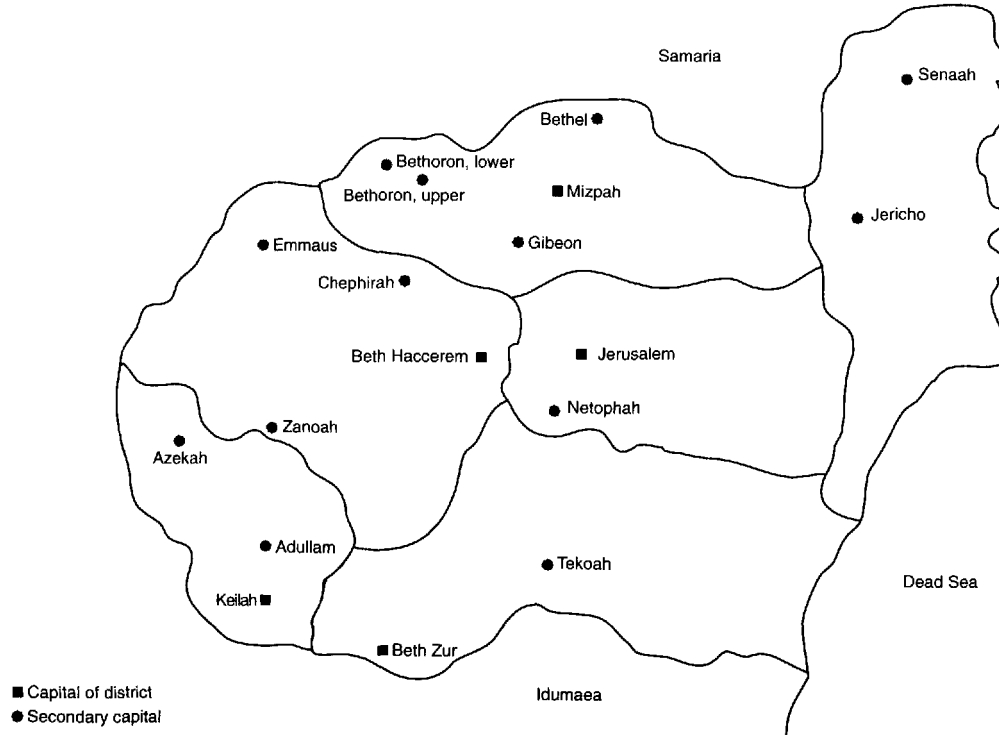 Samaria
Senaah
Bethel
Bethoron, lower
Bethoron, upper
Mizpah
Jericho
Emmaus
Gibeon
Chephirah
Beth Haccerem
Jerusalem
Netophah
Zanoah
Azekah
Adullam
Tekoah
Dead Sea
Keilah
Beth Zur
Idumaea
Capital of district
Secondary capital